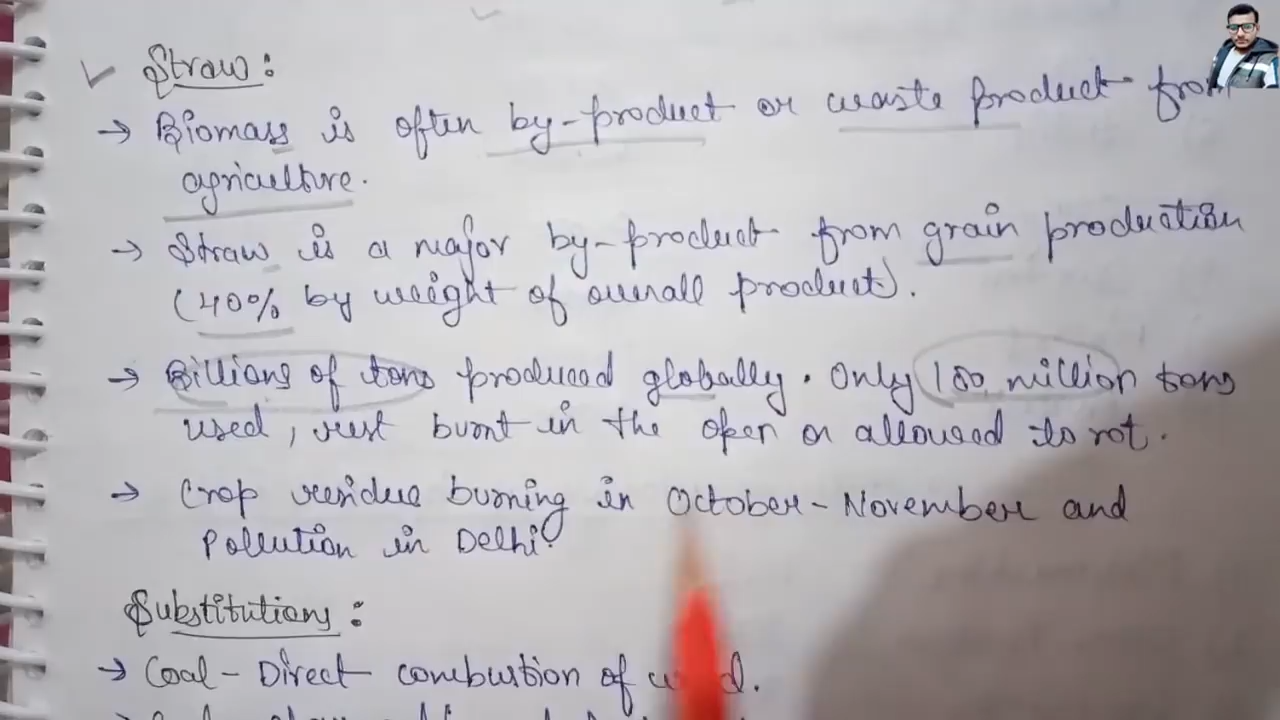 Straw:
→ Biomass is often by-product or waste product from
agriculture.
→ Straw is a major by-product from grain production
(40% by weight of overall product).
→ Billions of tons produced globally. Only 100 million tons
used, rest burnt in the open or allowed to rot.
→ Crop residue burning in October-November and
Pollution in Delhi.
Substitutions:
→ Coal - Direct combustion of